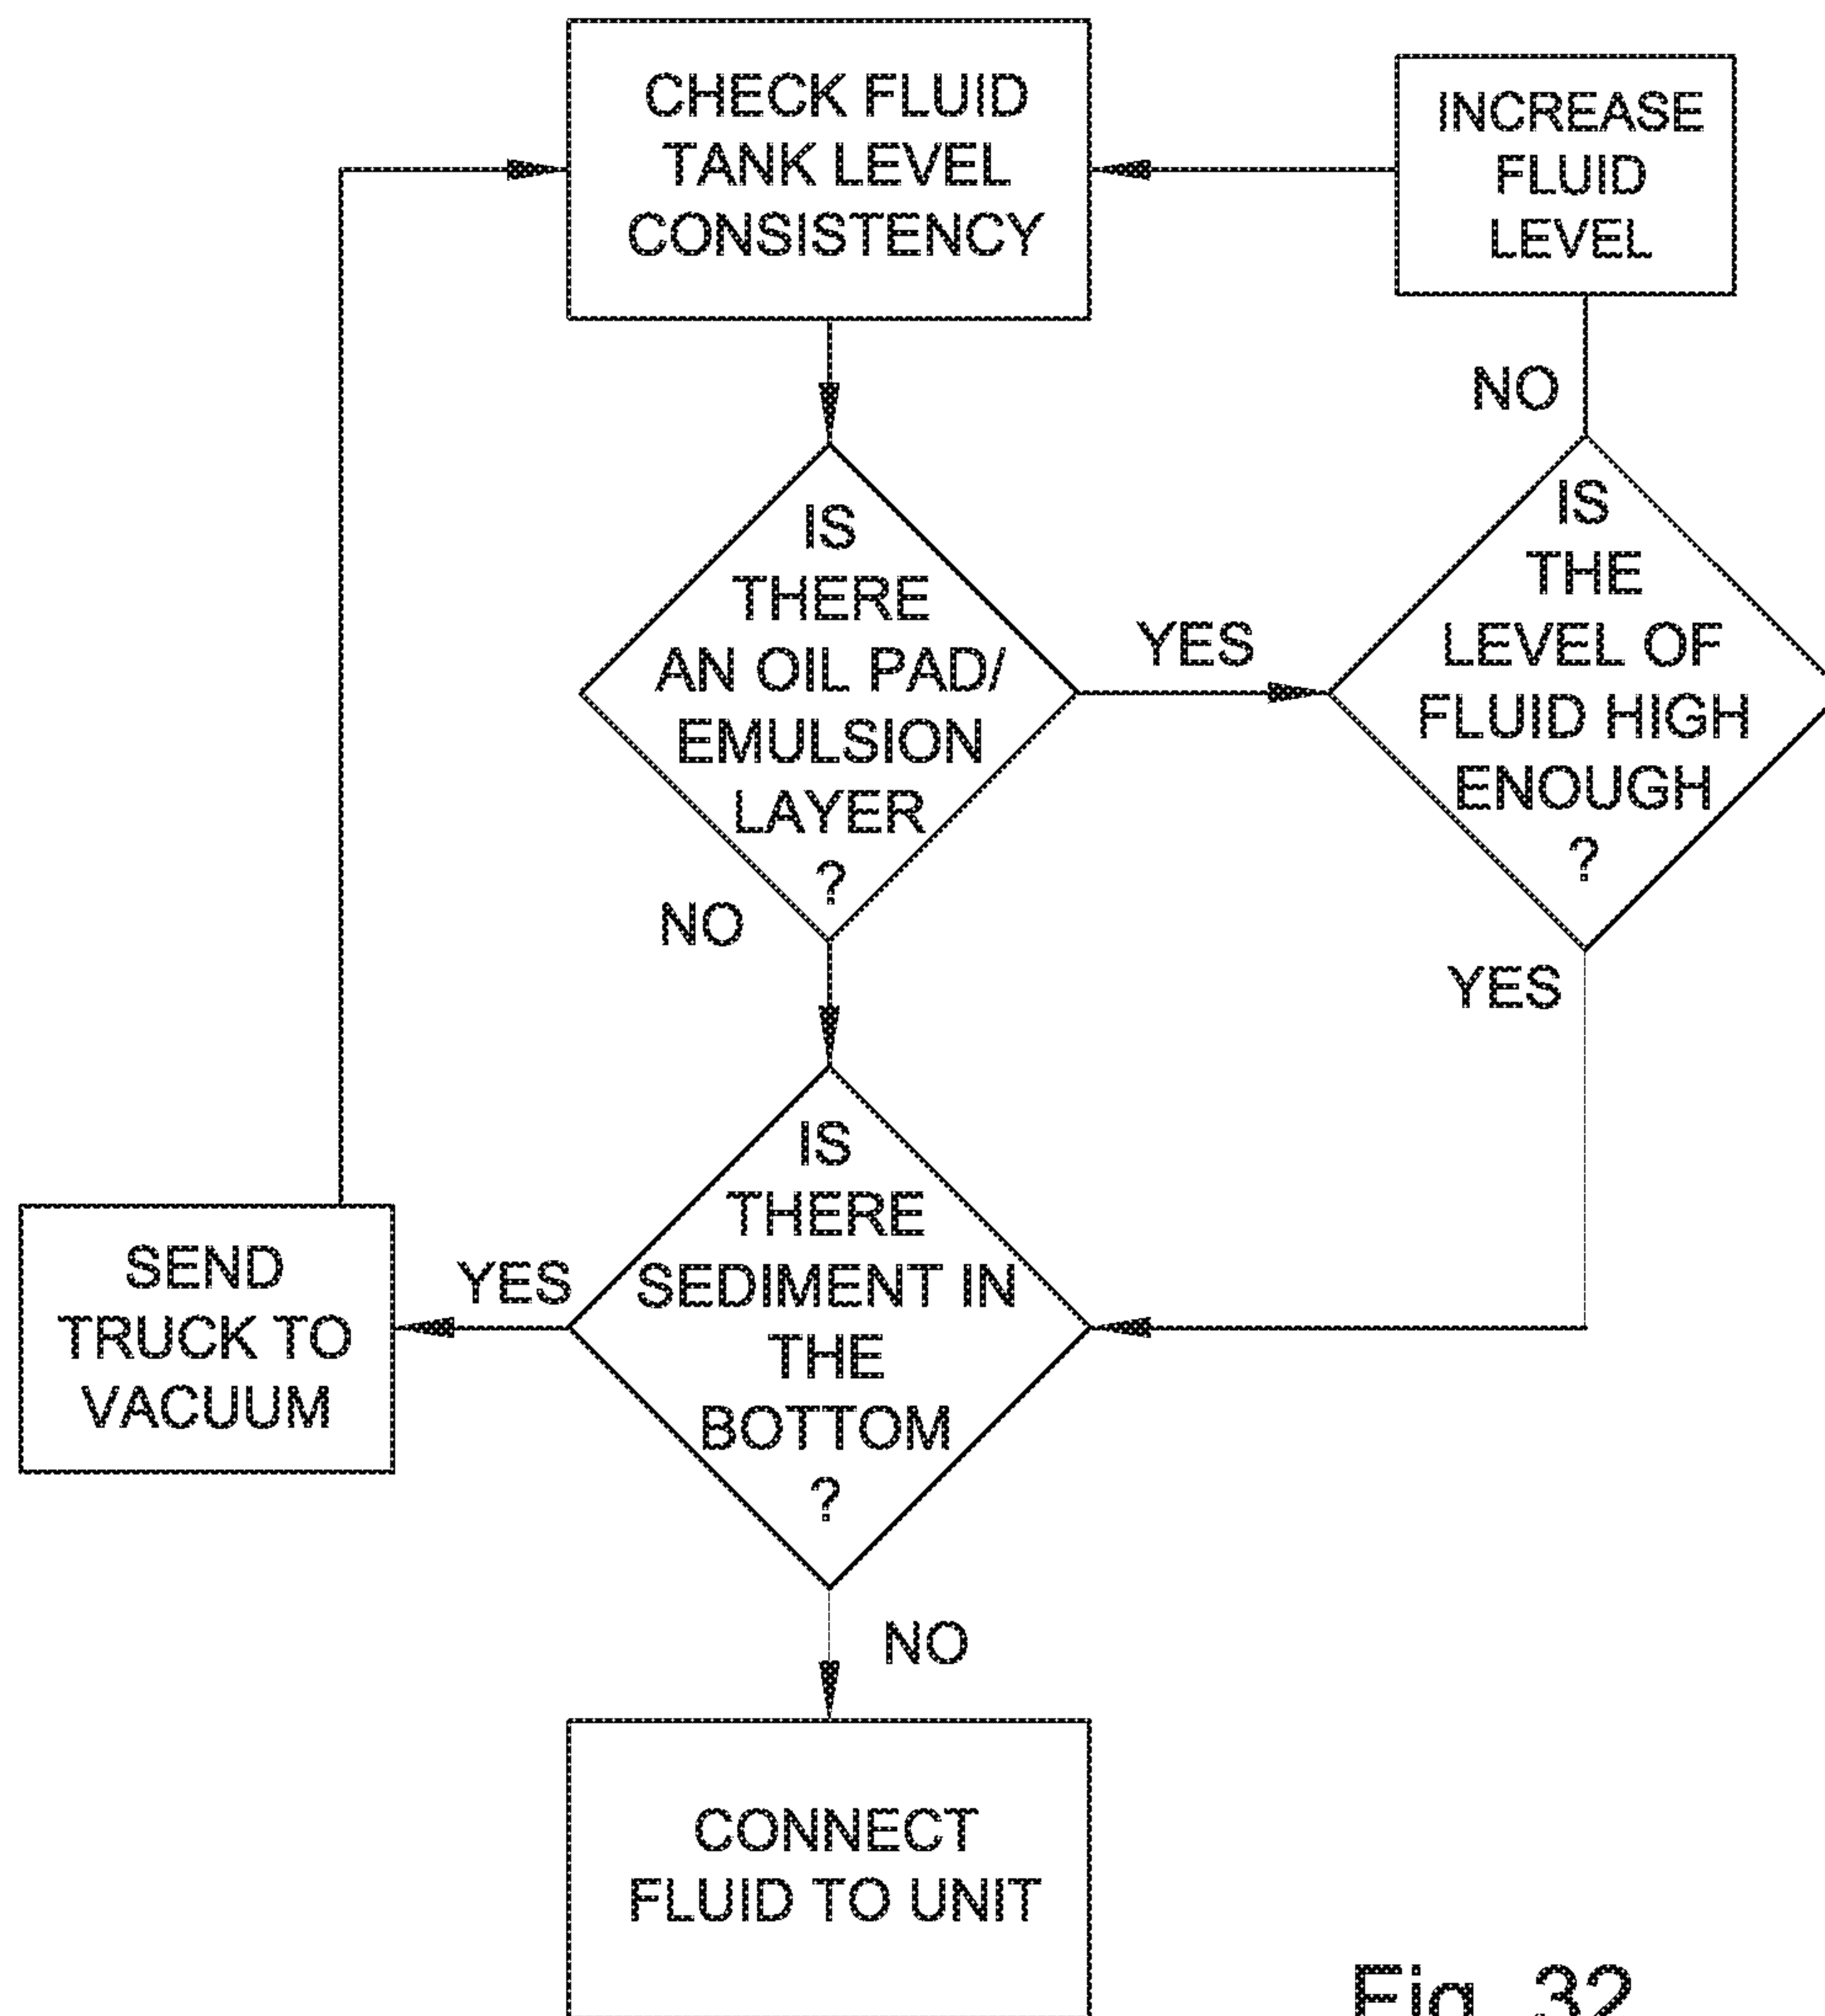 CHECK FLUID
TANK LEVEL
CONSISTENCY
INCREASE
FLUID
LEVEL
NO
IS
THERE
AN OIL PAD/
EMULSION
LAYER
?
YES
IS
THE
LEVEL OF
FLUID HIGH
ENOUGH
?
NO
YES
IS
THERE
SEDIMENT IN
THE
BOTTOM
?
YES
SEND
TRUCK TO
VACUUM
NO
CONNECT
FLUID TO UNIT
Fig. 32